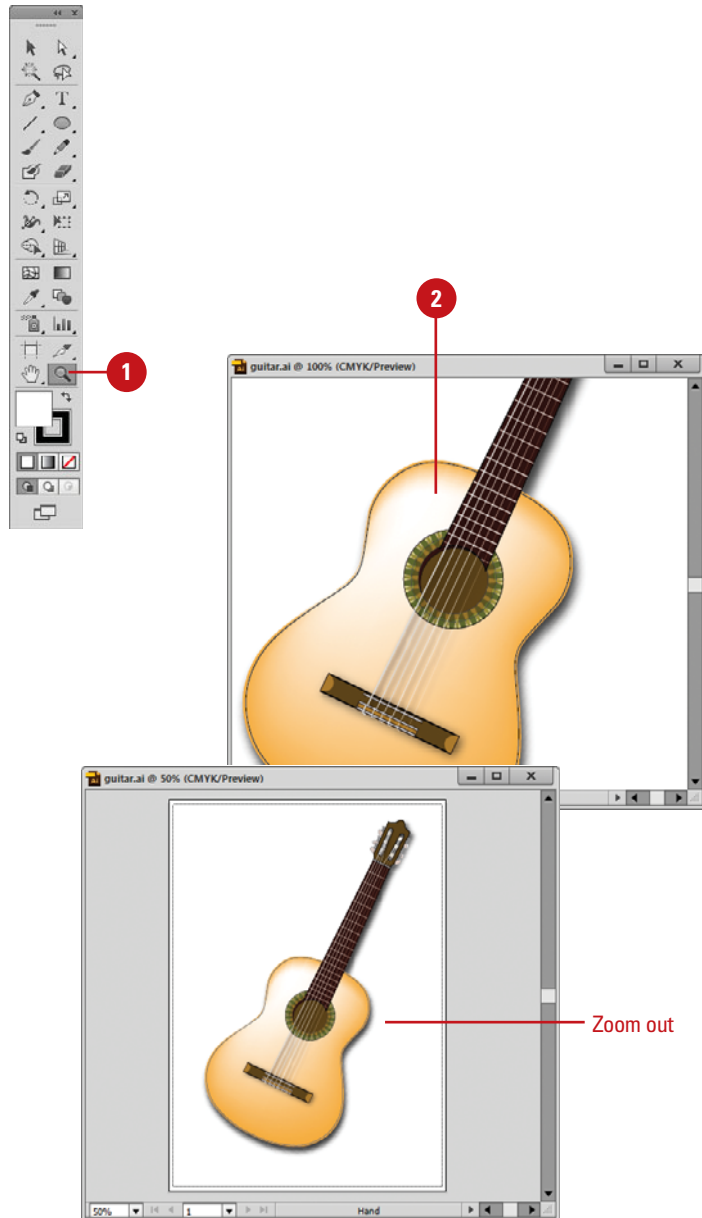 T
2
guitar.ai @ 100% (CMYK/Preview)
1
guitar.ai @ 50% (CMYK/Preview)
Zoom out
50%
1
Hand